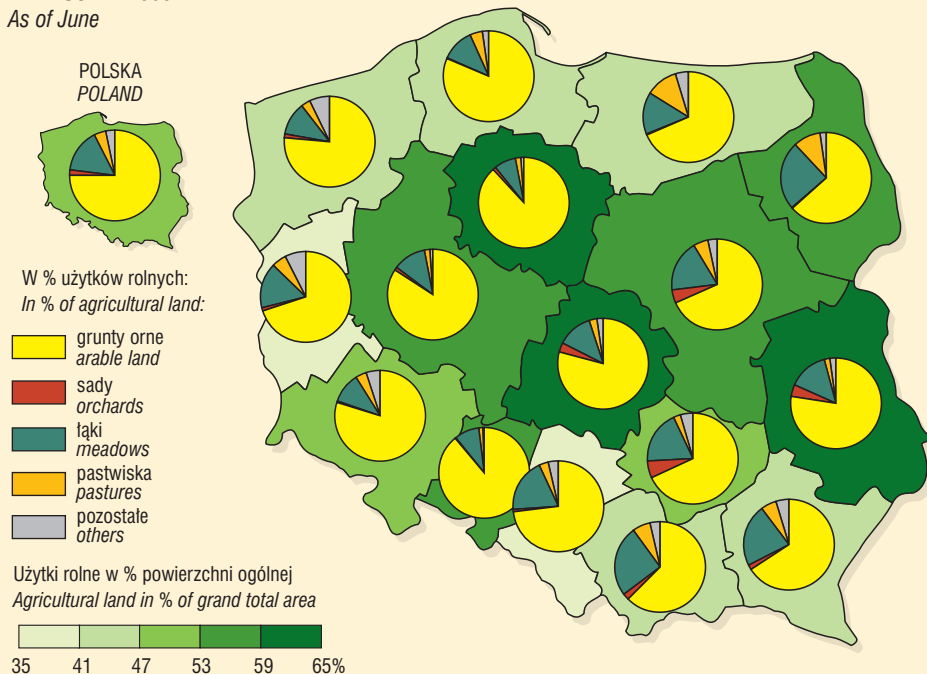 As of June
POLSKA
POLAND
W % użytków rolnych:
In % of agricultural land:
grunty orne
arable land
sady
orchards
łąki
meadows
pastwiska
pastures
pozostałe
others
Użytki rolne w % powierzchni ogólnej
Agricultural land in % of grand total area
35 41 47 53 59 65%